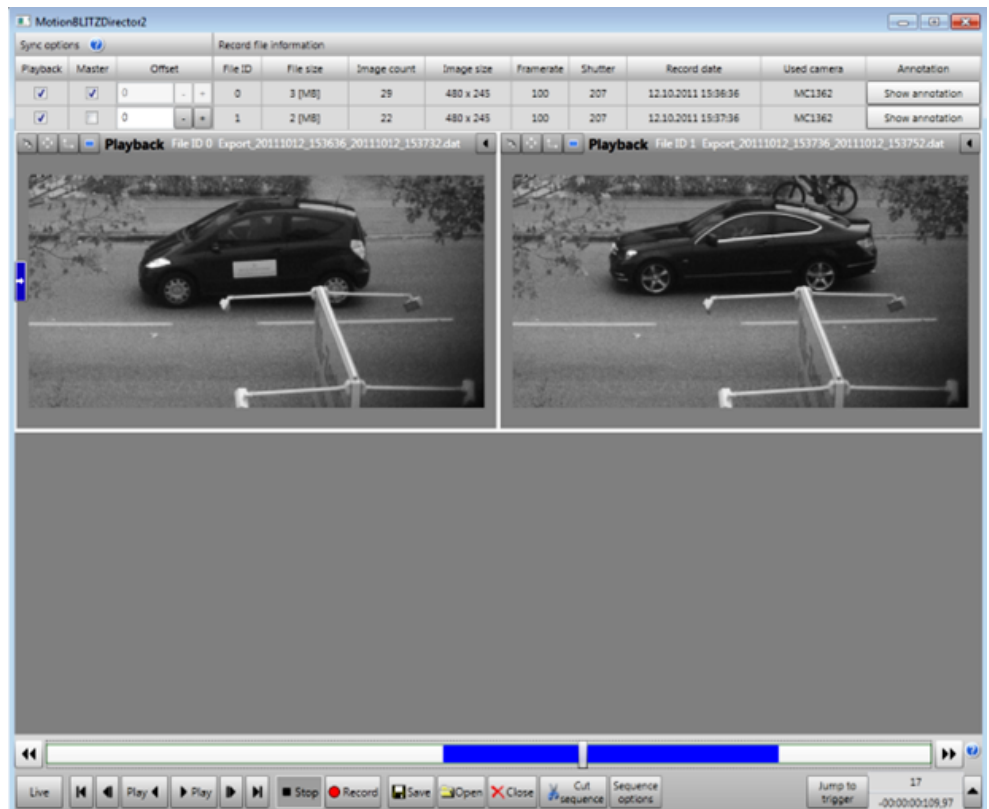 MotionBLITZDirector2
Sync options ? Record file information
Playback Master Offset File ID File size Image count Image size Framerate Shutter Record date Used camera Annotation
0 - + 0 3 [MB] 29 480 x 245 100 207 12.10.2011 15:36:36 MC1362 Show annotation
0 - + 1 2 [MB] 22 480 x 245 100 207 12.10.2011 15:37:36 MC1362 Show annotation
Playback File ID 0 Export_20111012_153636_20111012_153732.dat
Playback File ID 1 Export_20111012_153736_20111012_153752.dat
?
Live Play Play Stop Record Save Open Close Cut sequence Sequence options Jump to trigger 17
-00:00:00:109,97